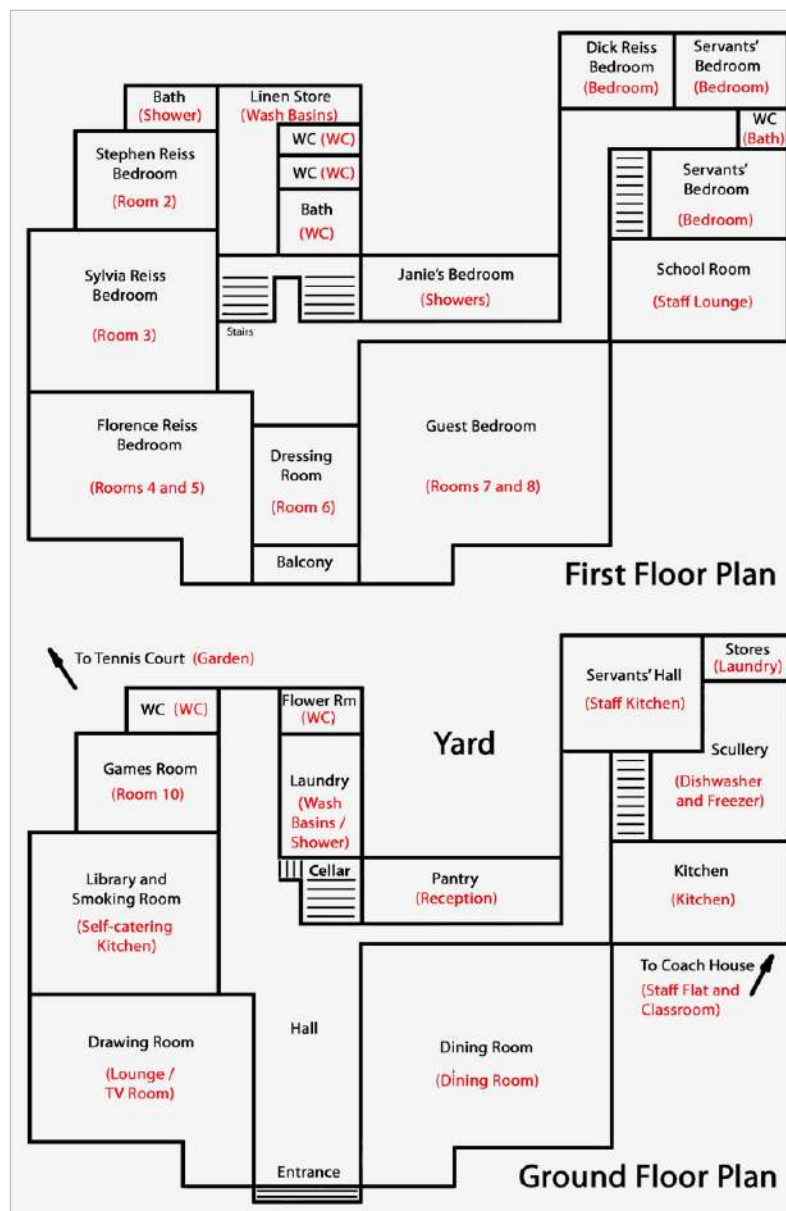 Dick Reiss
Bedroom
(Bedroom)
Servants'
Bedroom
(Bedroom)
Bath
(Shower)
Linen Store
(Wash Basins)
WC (WC)
WC (WC)
Bath
(WC)
WC
(Bath)
Stephen Reiss
Bedroom
(Room 2)
Servants'
Bedroom
(Bedroom)
Sylvia Reiss
Bedroom
(Room 3)
Stairs
Janie's Bedroom
(Showers)
School Room
(Staff Lounge)
Florence Reiss
Bedroom
(Rooms 4 and 5)
Dressing
Room
(Room 6)
Guest Bedroom
(Rooms 7 and 8)
Balcony
First Floor Plan
To Tennis Court (Garden)
Servants' Hall
(Staff Kitchen)
Stores
(Laundry)
WC (WC)
Flower Rm
(WC)
Yard
Scullery
(Dishwasher
and Freezer)
Games Room
(Room 10)
Laundry
(Wash
Basins /
Shower)
Cellar
Library and
Smoking Room
(Self-catering
Kitchen)
Pantry
(Reception)
Kitchen
(Kitchen)
To Coach House
(Staff Flat and
Classroom)
Drawing Room
(Lounge /
TV Room)
Hall
Dining Room
(Dining Room)
Entrance
Ground Floor Plan